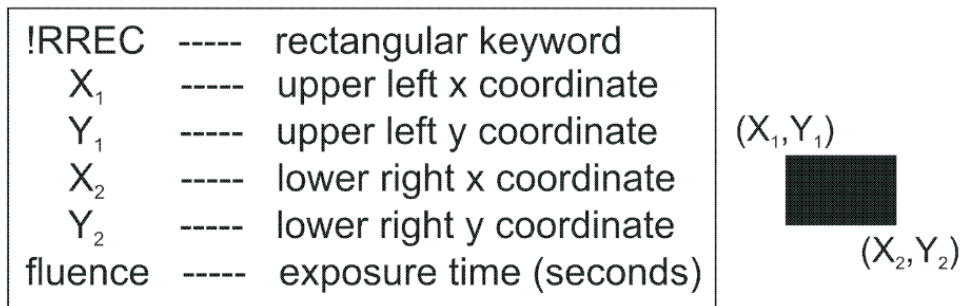 !RREC ----- rectangular keyword
X₁ ----- upper left x coordinate
Y₁ ----- upper left y coordinate
X₂ ----- lower right x coordinate
Y₂ ----- lower right y coordinate
fluence ----- exposure time (seconds)
(X₁,Y₁)
(X₂,Y₂)